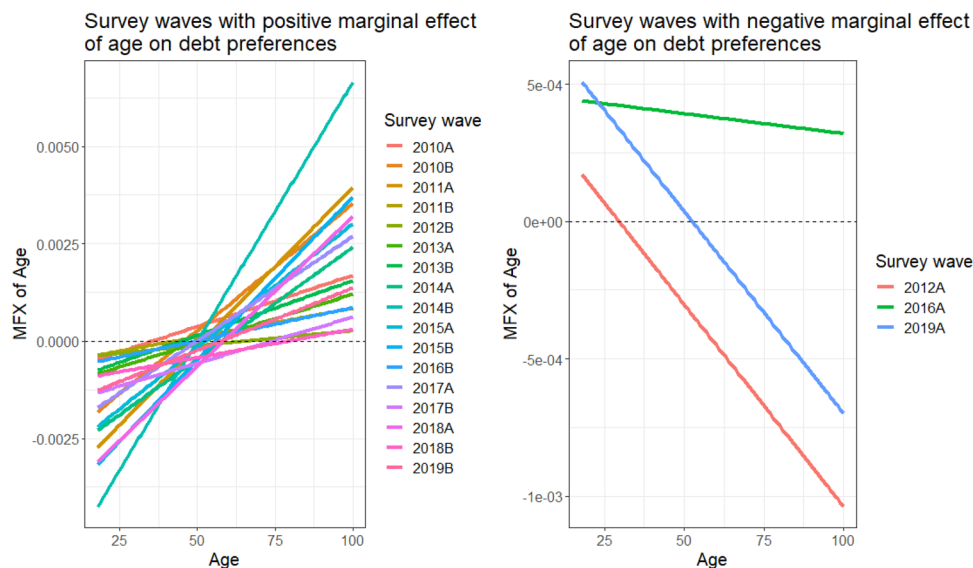 Survey waves with positive marginal effect
of age on debt preferences
MFX of Age
0.0050
0.0025
0.0000
-0.0025
25
50
75
100
Age
Survey wave
2010A
2010B
2011A
2011B
2012B
2013A
2013B
2014A
2014B
2015A
2015B
2016B
2017A
2017B
2018A
2018B
2019B
Survey waves with negative marginal effect
of age on debt preferences
MFX of Age
5e-04
0e+00
-5e-04
-1e-03
25
50
75
100
Age
Survey wave
2012A
2016A
2019A